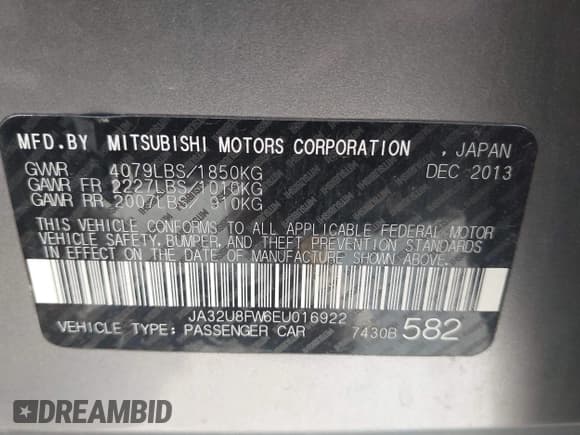 MFD.BY MITSUBISHI MOTORS CORPORATION , JAPAN
GVWR 4079LBS/1850KG DEC 2013
GAWR FR 2227LBS/1010KG
GAWR RR 2007LBS/ 910KG
THIS VEHICLE CONFORMS TO ALL APPLICABLE FEDERAL MOTOR
VEHICLE SAFETY, BUMPER, AND THEFT PREVENTION STANDARDS
IN EFFECT ON THE DATE OF MANUFACTURE SHOWN ABOVE.
JA32U8FW6EU016922
VEHICLE TYPE: PASSENGER CAR 7430B 582
DREAMBID